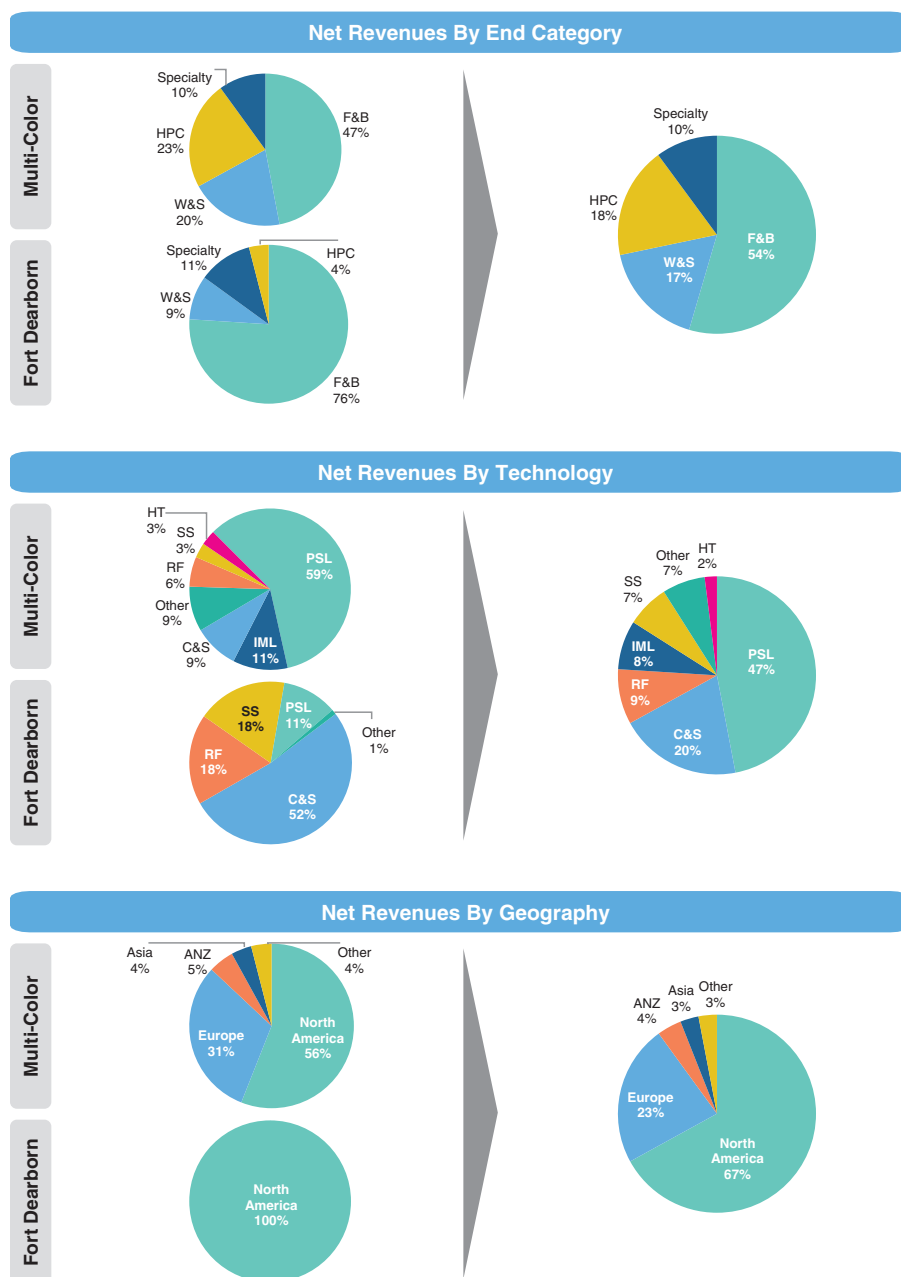 Net Revenues By End Category
Multi-Color
Specialty
10%
HPC
23%
W&S
20%
F&B
47%
Fort Dearborn
Specialty
11%
W&S
9%
HPC
4%
F&B
76%
Specialty
10%
HPC
18%
W&S
17%
F&B
54%
Net Revenues By Technology
Multi-Color
HT
3%
SS
3%
RF
6%
Other
9%
C&S
9%
IML
11%
PSL
59%
Fort Dearborn
SS
18%
PSL
11%
Other
1%
RF
18%
C&S
52%
SS
7%
Other
7%
HT
2%
IML
8%
RF
9%
C&S
20%
PSL
47%
Net Revenues By Geography
Multi-Color
Asia
4%
ANZ
5%
Other
4%
Europe
31%
North
America
56%
Fort Dearborn
North
America
100%
ANZ
4%
Asia
3%
Other
3%
Europe
23%
North
America
67%